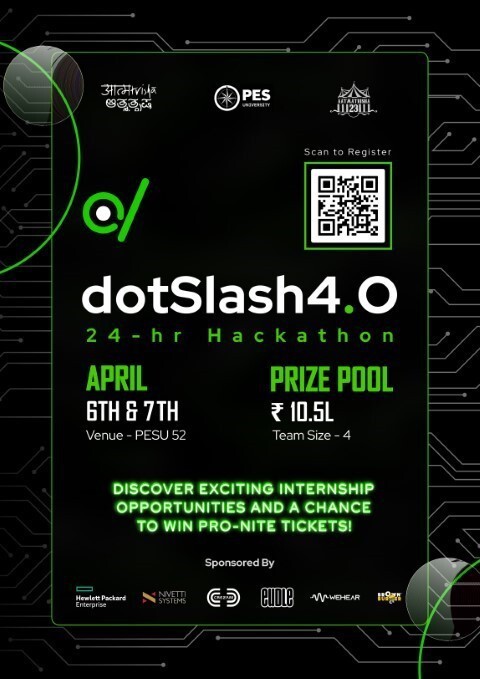 आत्मatrisa
PES
UNIVERSITY
Scan to Register
dotSlash4.O
24-hr Hackathon
APRIL
PRIZE POOL
6TH & 7TH
₹ 10.5L
Venue - PESU 52
Team Size - 4
DISCOVER EXCITING INTERNSHIP
OPPORTUNITIES AND A CHANCE
TO WIN PRO-NITE TICKETS!
Sponsored By
Hewlett Packard
Enterprise
NIVETTI
SYSTEMS
WEHEAR